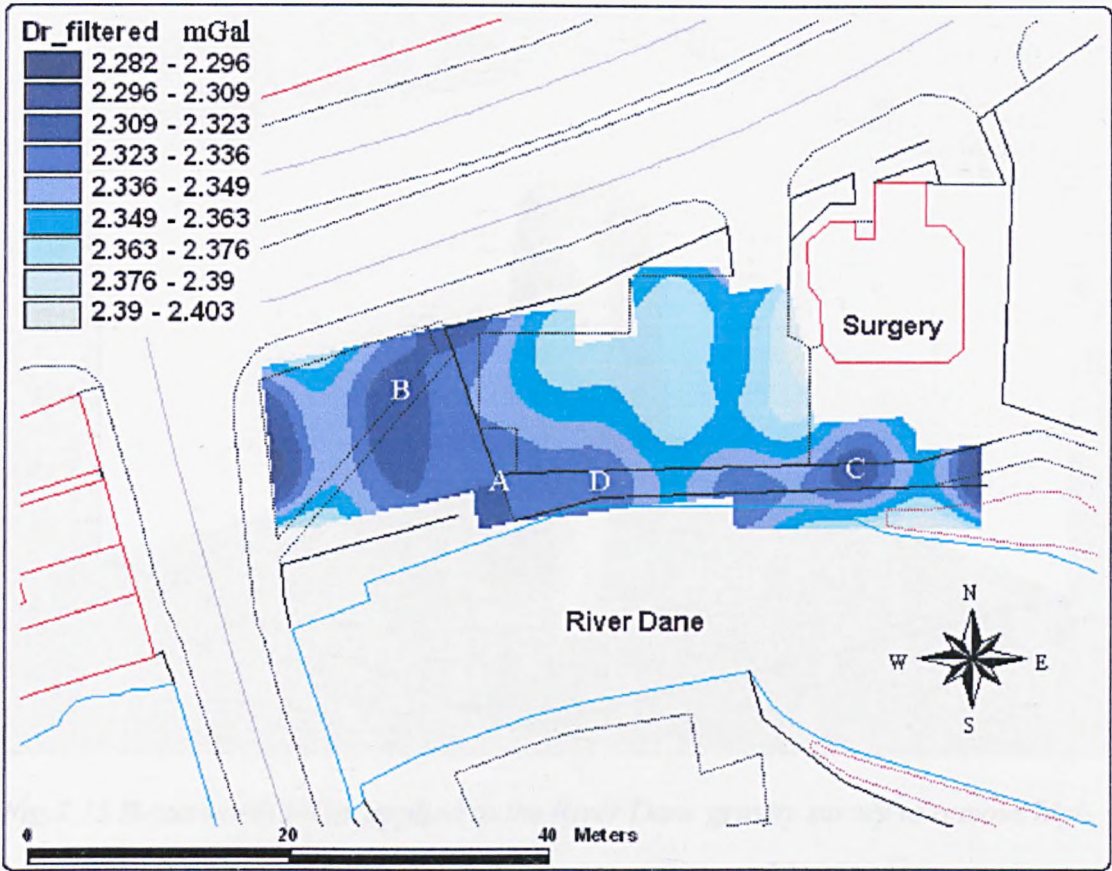 Dr_filtered mGal
2.282 - 2.296
2.296 - 2.309
2.309 - 2.323
2.323 - 2.336
2.336 - 2.349
2.349 - 2.363
2.363 - 2.376
2.376 - 2.39
2.39 - 2.403
Surgery
B
A
D
C
River Dane
N
W
E
S
0 20 40 Meters